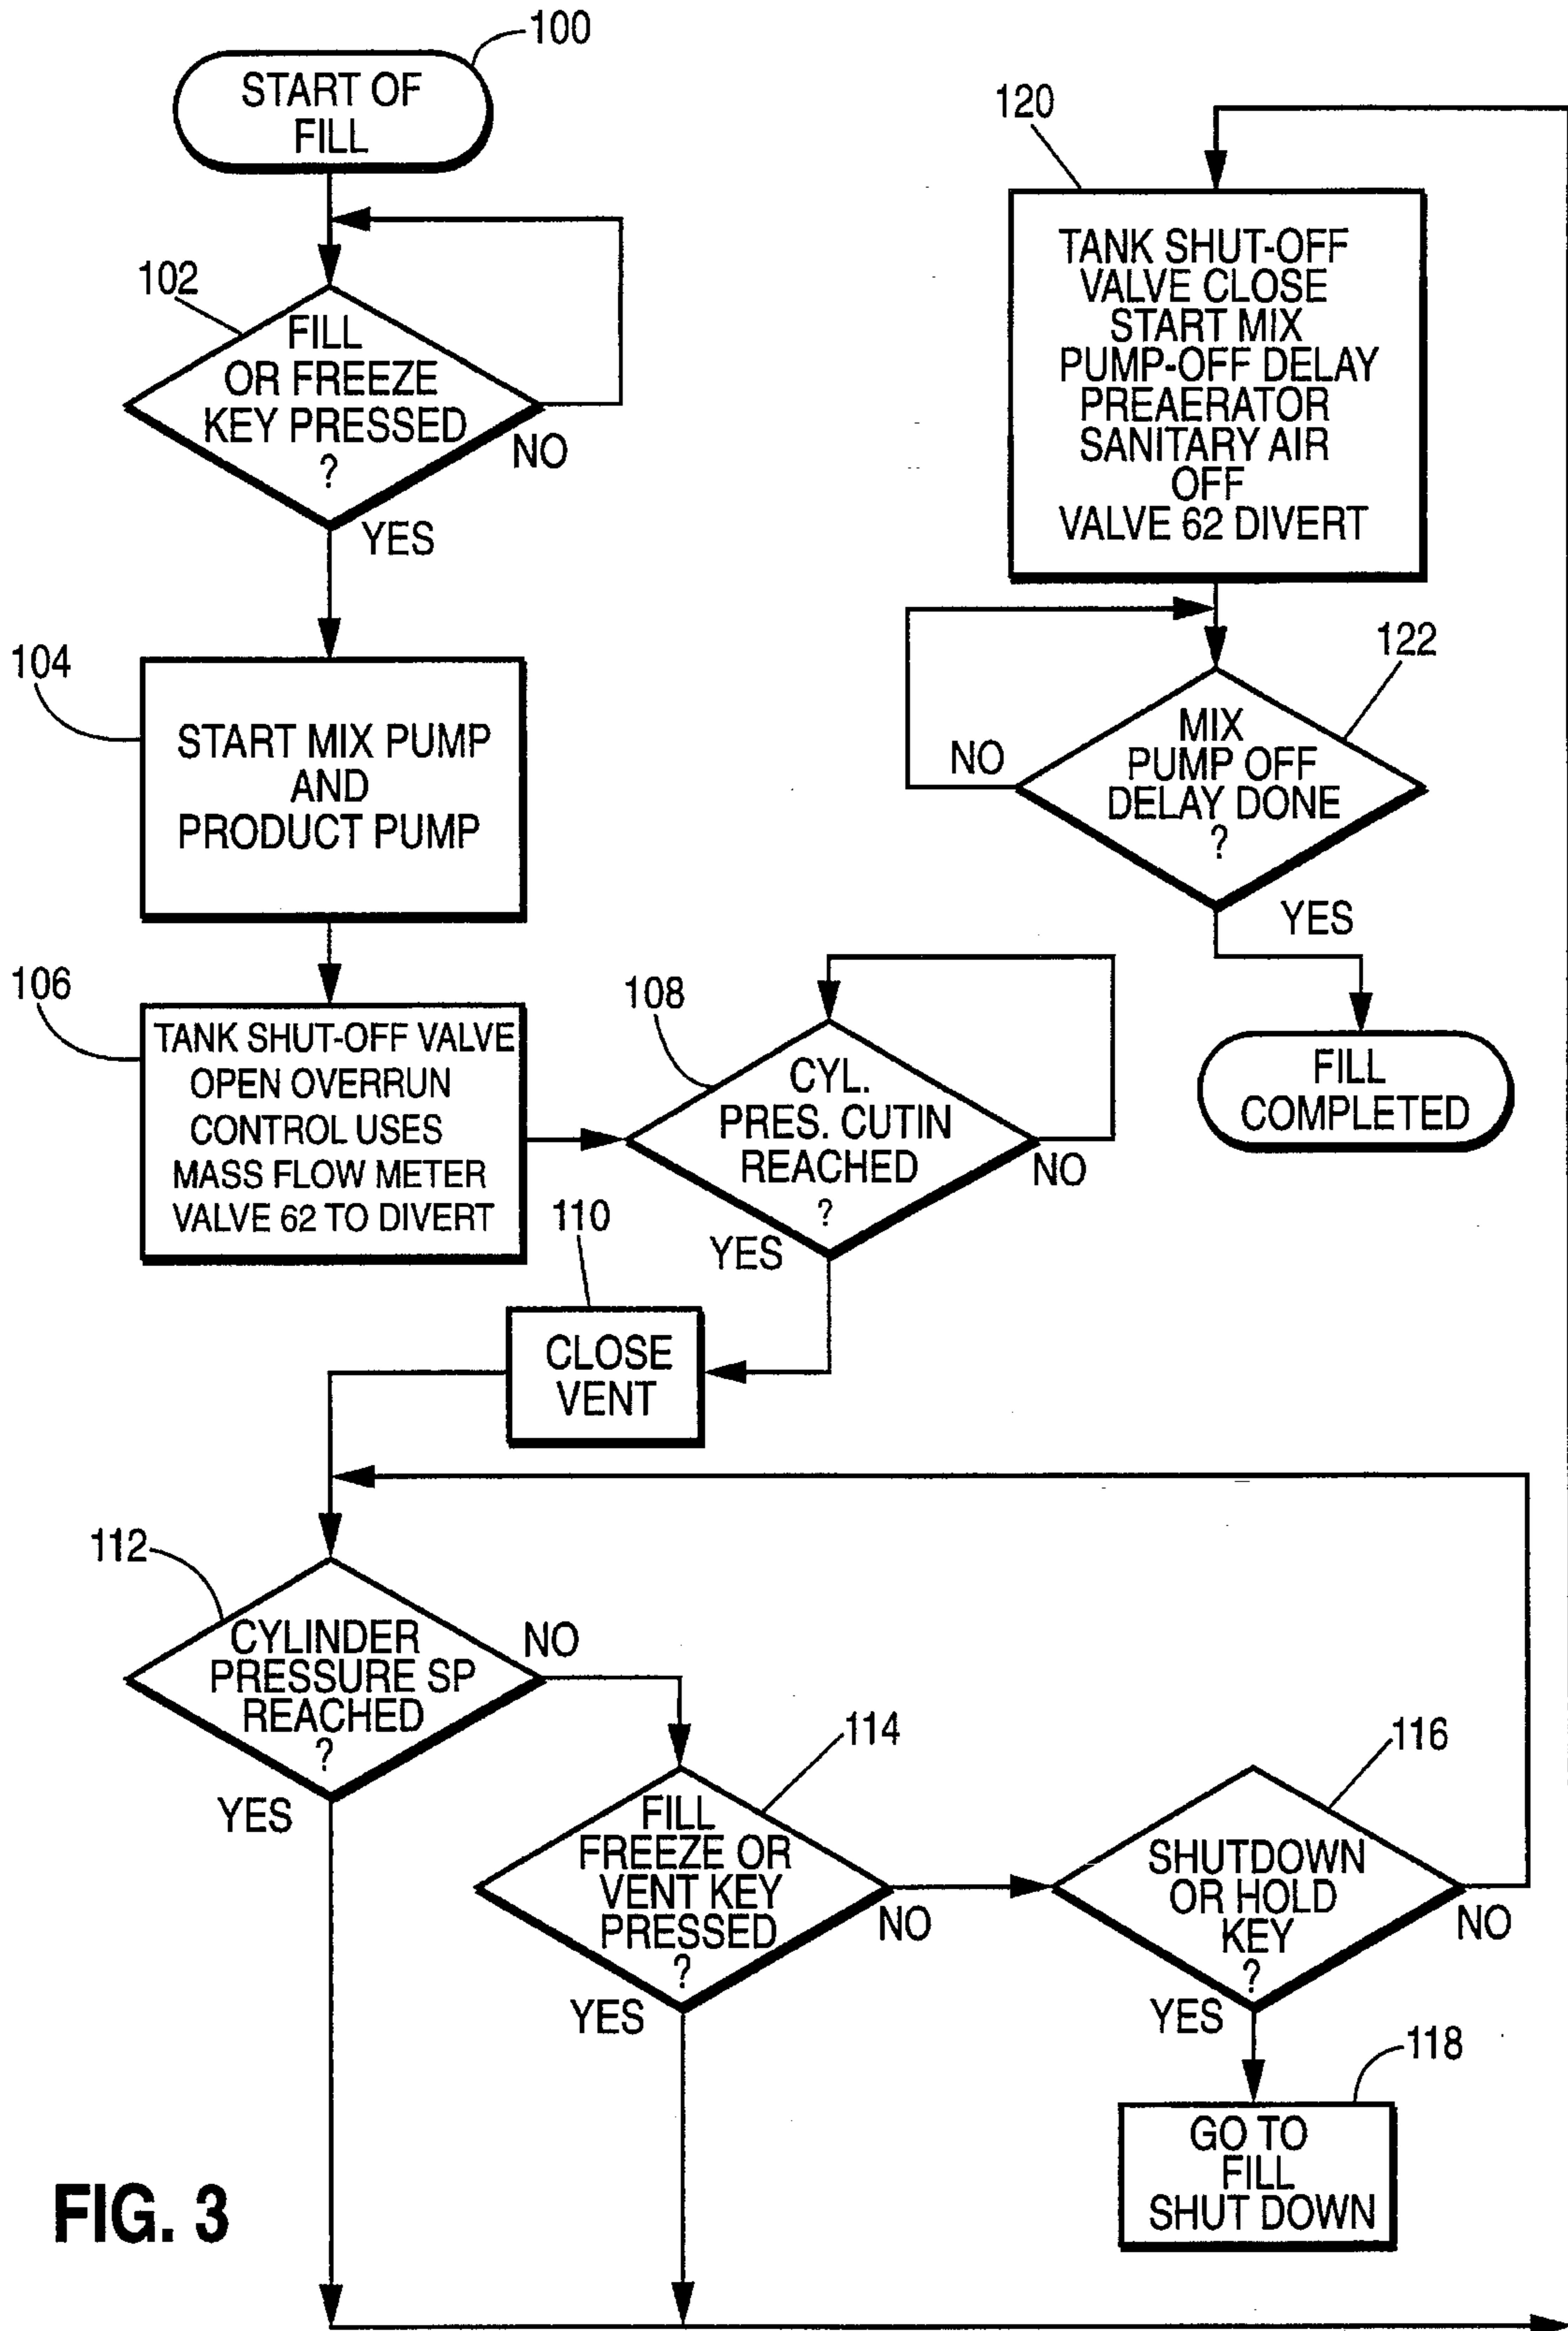 100
START OF
FILL
102
FILL
OR FREEZE
KEY PRESSED
?
NO
YES
104
START MIX PUMP
AND
PRODUCT PUMP
106
TANK SHUT-OFF VALVE
OPEN OVERRUN
CONTROL USES
MASS FLOW METER
VALVE 62 TO DIVERT
108
CYL.
PRES. CUTIN
REACHED
?
NO
YES
110
CLOSE
VENT
112
CYLINDER
PRESSURE SP
REACHED
?
NO
YES
114
FILL
FREEZE OR
VENT KEY
PRESSED
?
NO
YES
116
SHUTDOWN
OR HOLD
KEY
?
NO
YES
118
GO TO
FILL
SHUT DOWN
120
TANK SHUT-OFF
VALVE CLOSE
START MIX
PUMP-OFF DELAY
PREAERATOR
SANITARY AIR
OFF
VALVE 62 DIVERT
122
MIX
PUMP OFF
DELAY DONE
?
NO
YES
FILL
COMPLETED
FIG. 3